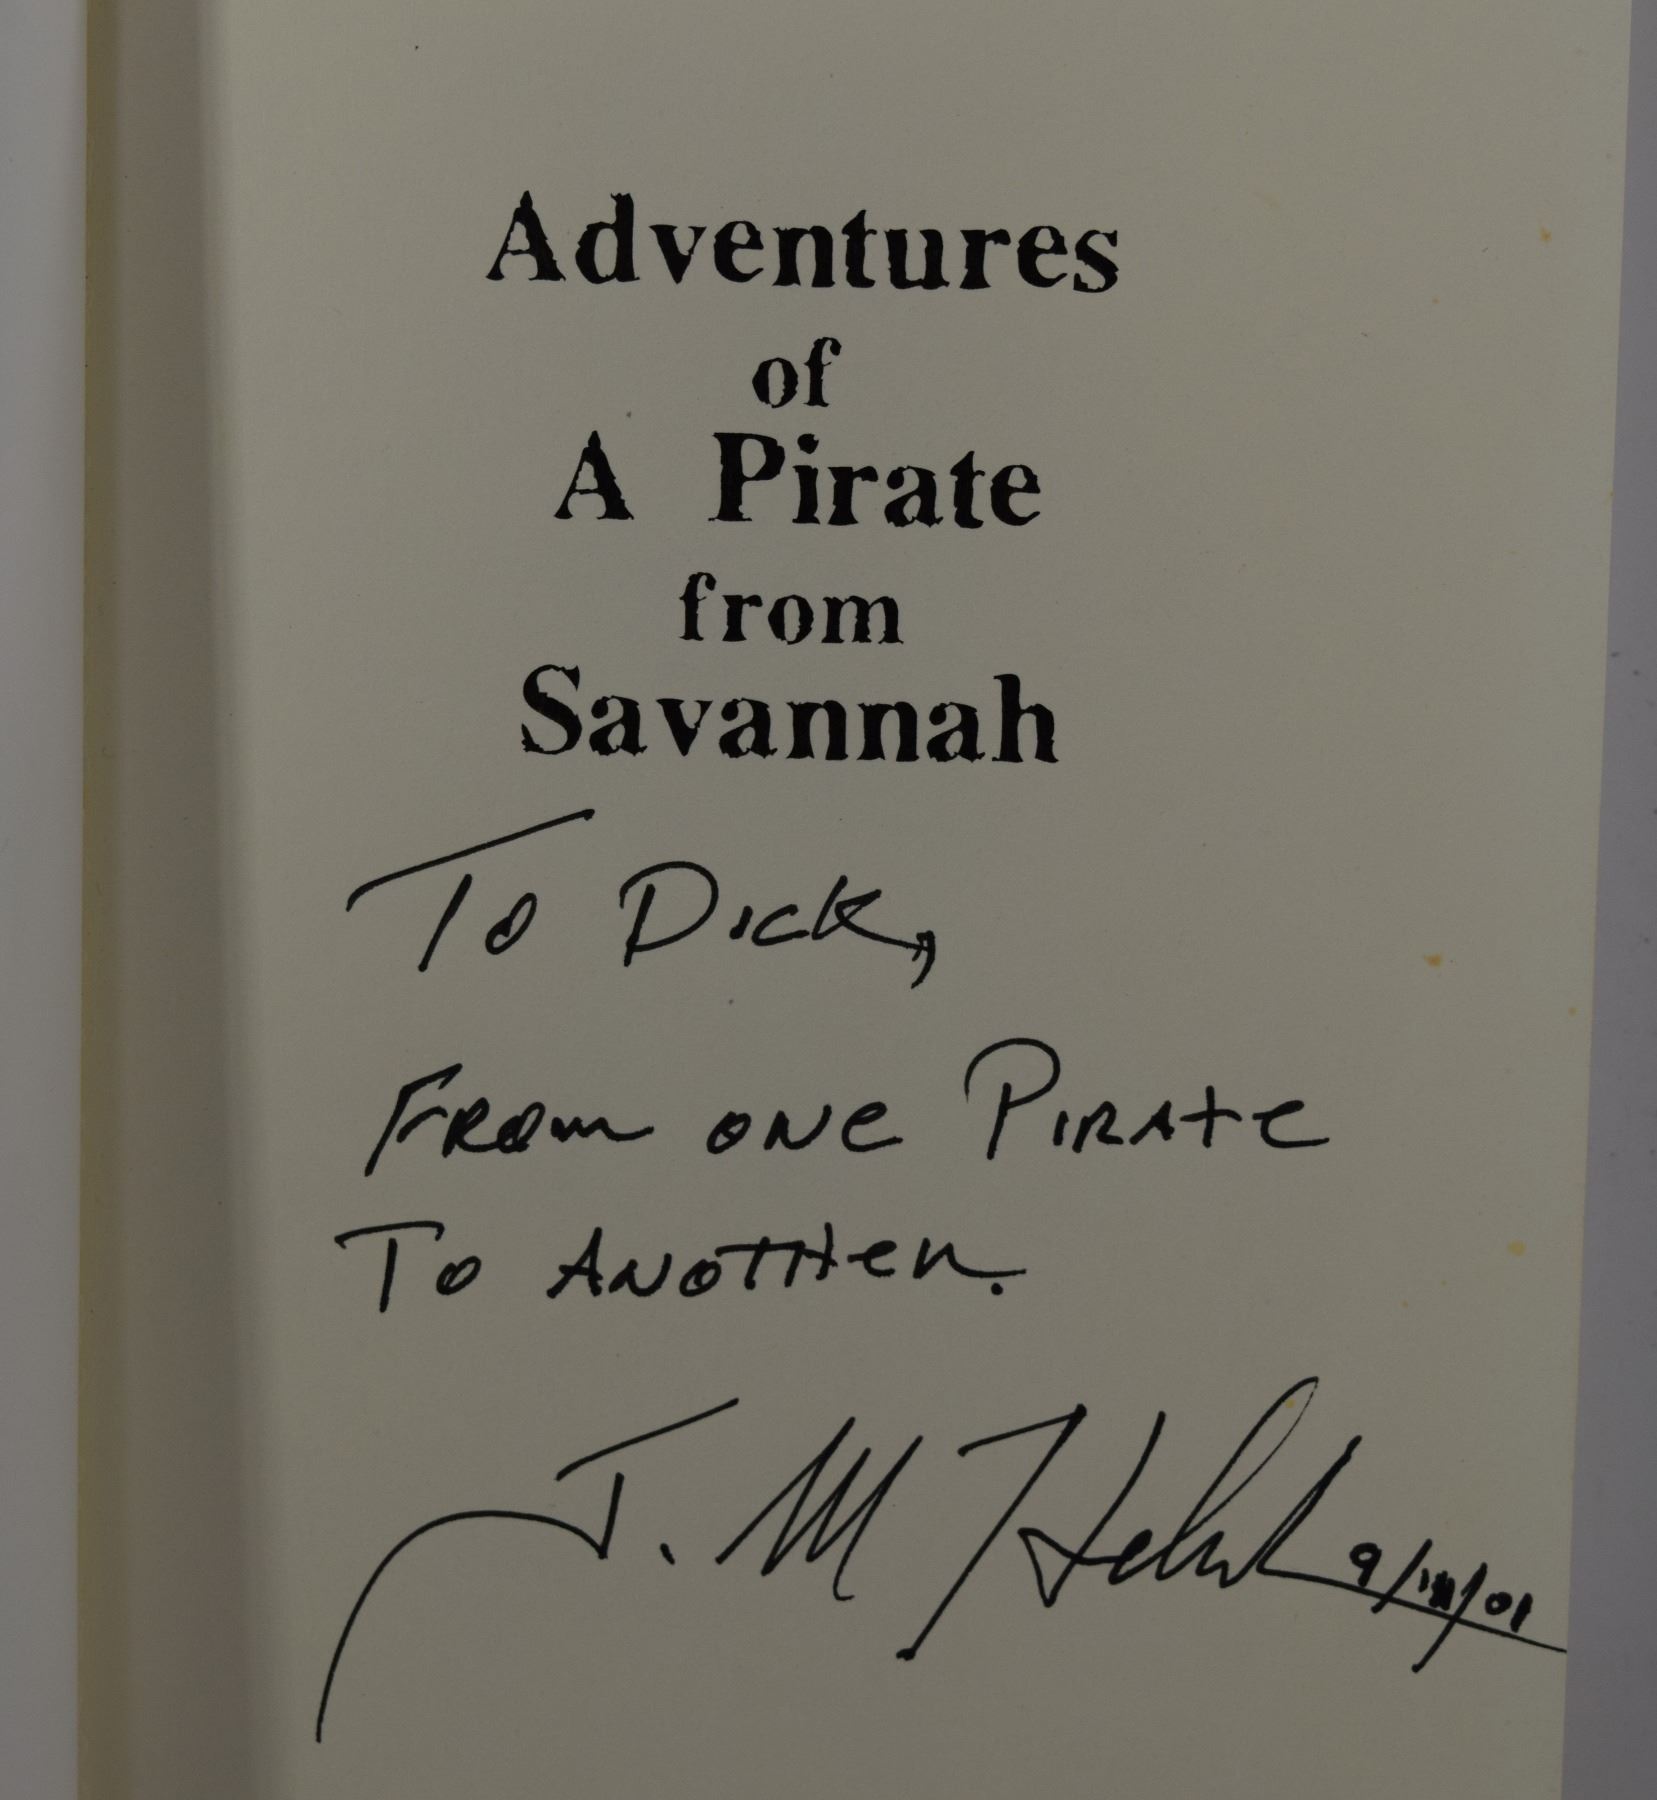 Adventures
of
A Pirate
from
Savannah
To Dick,
From one Pirate
To Another.
J. M